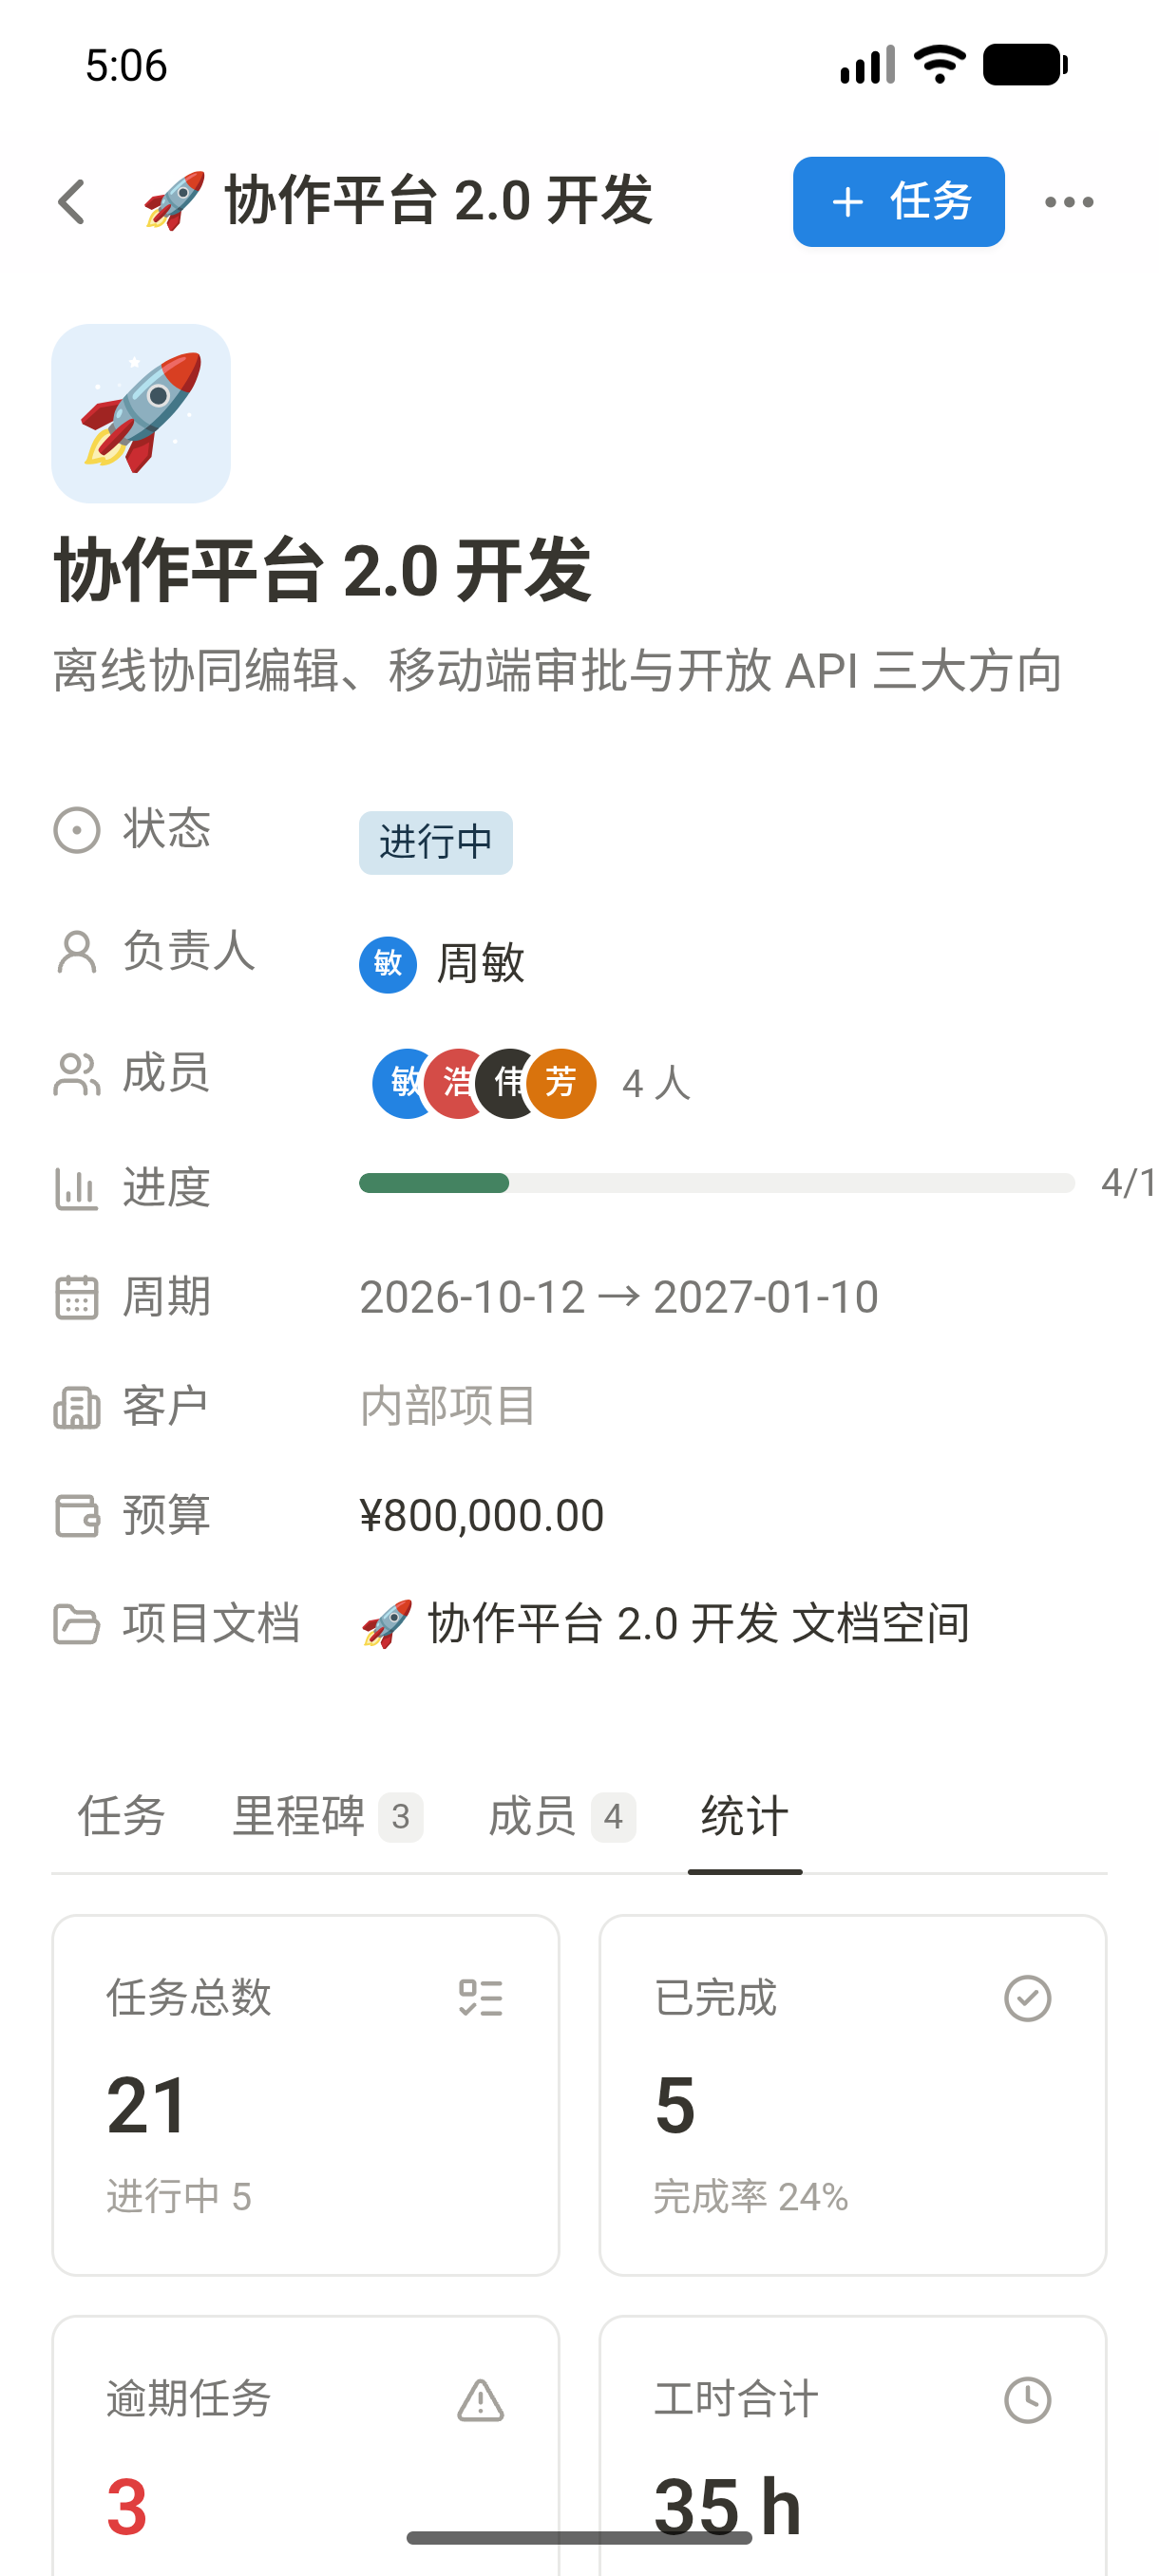 5:06
🚀 协作平台 2.0 开发
+ 任务
协作平台 2.0 开发
离线协同编辑、移动端审批与开放 API 三大方向
状态 进行中
负责人 敏 周敏
成员 敏 浩 伟 芳 4 人
进度 4/1
周期 2026-10-12 → 2027-01-10
客户 内部项目
预算 ¥800,000.00
项目文档 🚀 协作平台 2.0 开发 文档空间
任务 里程碑 3 成员 4 统计
任务总数
21
进行中 5
已完成
5
完成率 24%
逾期任务
3
工时合计
35 h